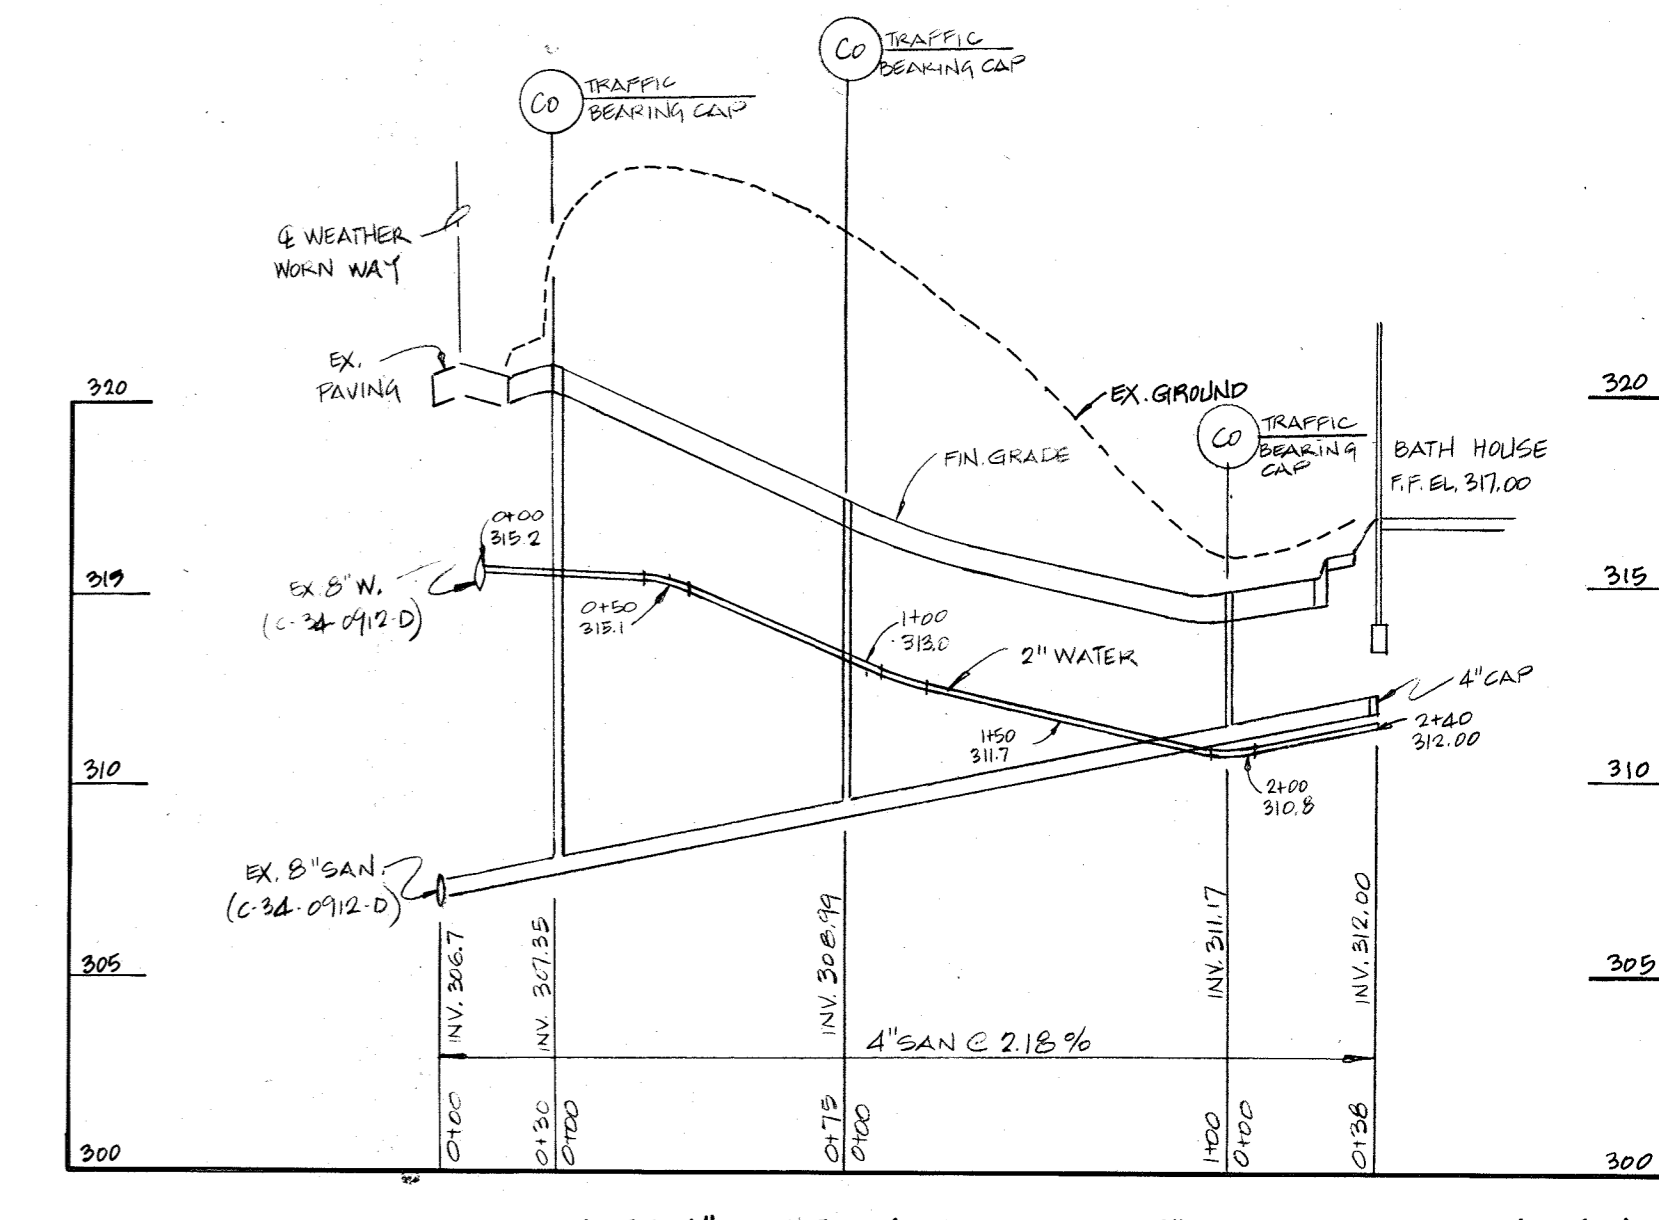 CO TRAFFIC
BEARING CAP
CO TRAFFIC
BEARING CAP
℄ WEATHER
WORN WAY
EX.
PAVING
320
320
EX. GROUND
CO TRAFFIC
BEARING
CAP
FIN. GRADE
BATH HOUSE
F.F. EL. 317.00
0+00
315.2
315
315
EX. 8" W.
(C-34-0912-D)
0+50
315.1
1+00
313.0
2" WATER
4" CAP
2+40
312.00
1+50
311.7
310
310
2+00
310.8
EX. 8" SAN.
(C-34-0912-D)
INV. 306.7
INV. 307.35
INV. 308.99
INV. 311.17
INV. 312.00
305
305
4" SAN @ 2.18 %
0+00
0+30
0+00
0+75
0+00
1+00
0+00
0+38
300
300